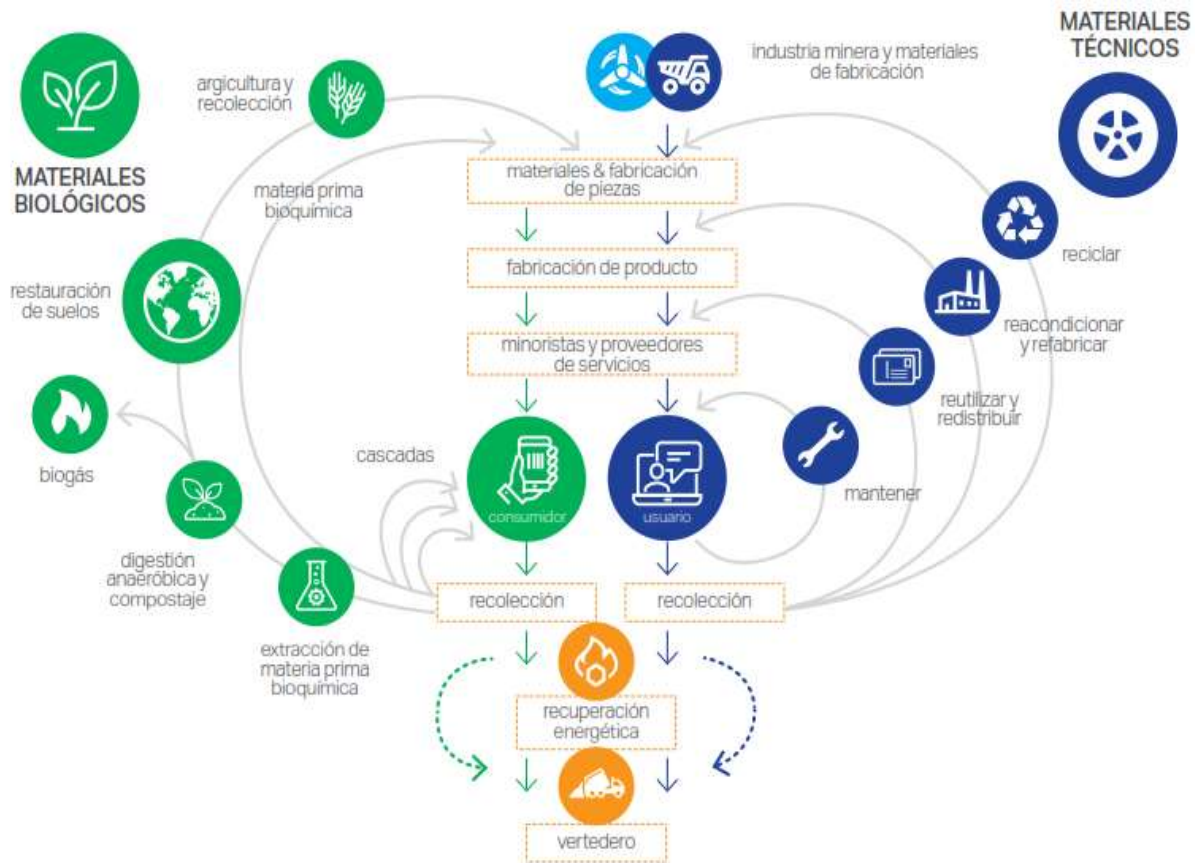 MATERIALES
TÉCNICOS
industria minera y materiales
de fabricación
argicultura y
recolección
MATERIALES
BIOLÓGICOS
materiales & fabricación
de piezas
materia prima
bioquímica
reciclar
fabricación de producto
restauración
de suelos
reacondicionar
y refabricar
minoristas y proveedores
de servicios
reutilizar y
redistribuir
cascadas
biogás
mantener
consumidor
usuario
digestión
anaeróbica y
compostaje
recolección
recolección
extracción de
materia prima
bioquímica
recuperación
energética
vertedero